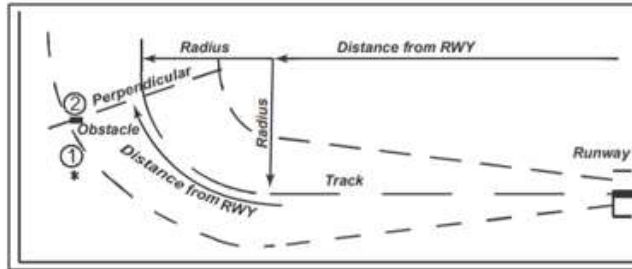 Radius
Distance from RWY
Perpendicular
②
Obstacle
①
*
Radius
Distance from RWY
Track
Runway